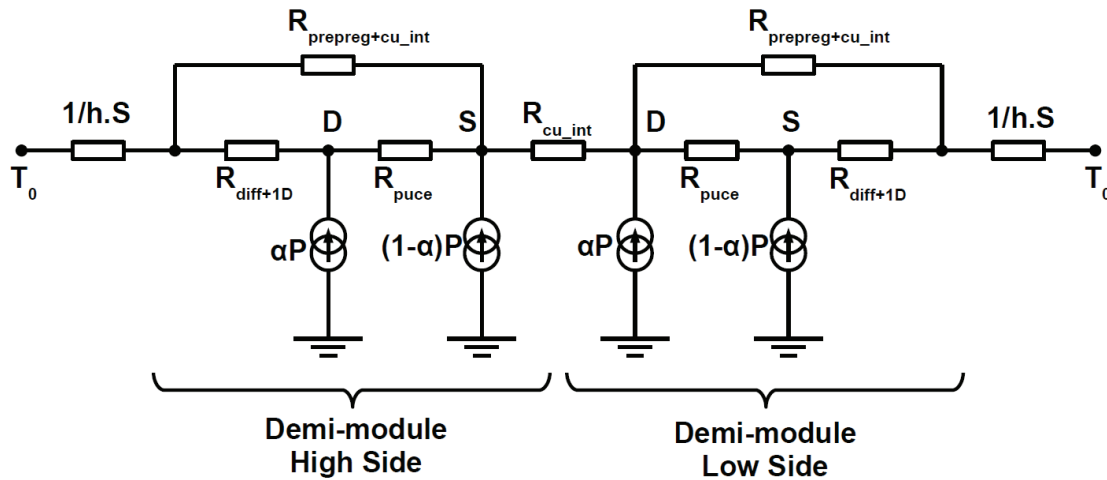 R_prepreg+cu_int
R_prepreg+cu_int
1/h.S
D
S
R_cu_int
D
S
1/h.S
T_0
R_diff+1D
R_puce
R_puce
R_diff+1D
T_0
αP
(1-α)P
αP
(1-α)P
Demi-module
High Side
Demi-module
Low Side